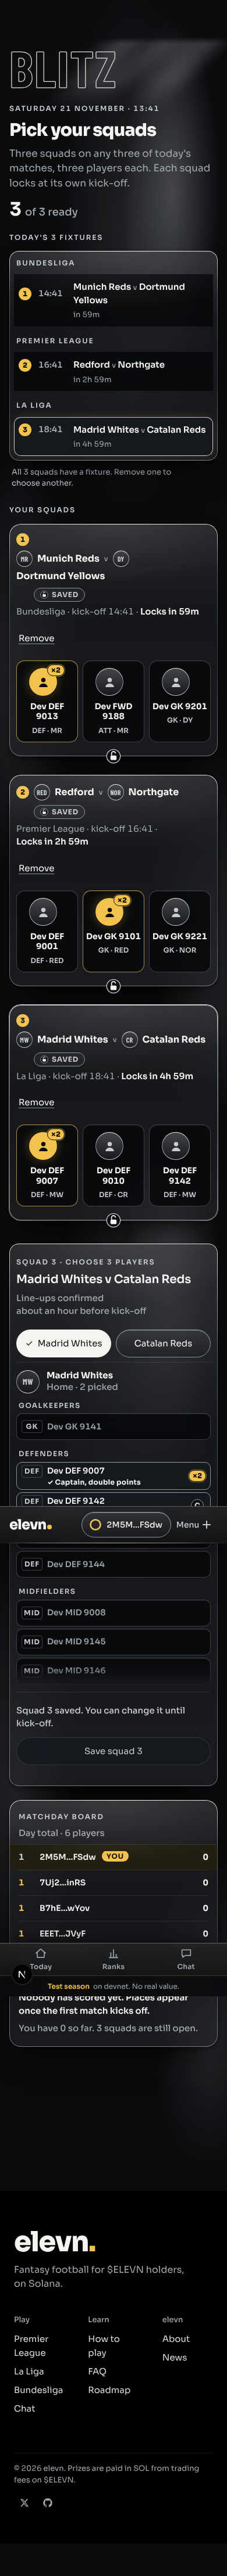 BLITZ
SATURDAY 21 NOVEMBER · 13:41
Pick your squads
Three squads on any three of today's
matches, three players each. Each squad
locks at its own kick-off.
3 of 3 ready
TODAY'S 3 FIXTURES
BUNDESLIGA
1 14:41 Munich Reds v Dortmund
Yellows
in 59m
PREMIER LEAGUE
2 16:41 Redford v Northgate
in 2h 59m
LA LIGA
3 18:41 Madrid Whites v Catalan Reds
in 4h 59m
All 3 squads have a fixture. Remove one to
choose another.
YOUR SQUADS
1
MR Munich Reds v DY
Dortmund Yellows
SAVED
Bundesliga · kick-off 14:41 · Locks in 59m
Remove
×2
Dev DEF Dev FWD Dev GK 9201
9013 9188 GK · DY
DEF · MR ATT · MR
2 RED Redford v NOR Northgate
SAVED
Premier League · kick-off 16:41 ·
Locks in 2h 59m
Remove
×2
Dev DEF Dev GK 9101 Dev GK 9221
9001 GK · RED GK · NOR
DEF · RED
3
MW Madrid Whites v CR Catalan Reds
SAVED
La Liga · kick-off 18:41 · Locks in 4h 59m
Remove
×2
Dev DEF Dev DEF Dev DEF
9007 9010 9142
DEF · MW DEF · CR DEF · MW
SQUAD 3 · CHOOSE 3 PLAYERS
Madrid Whites v Catalan Reds
Line-ups confirmed
about an hour before kick-off
✓ Madrid Whites Catalan Reds
MW Madrid Whites
Home · 2 picked
GOALKEEPERS
GK Dev GK 9141
DEFENDERS
DEF Dev DEF 9007 ×2
✓ Captain, double points
DEF Dev DEF 9142 C
elevn. 2M5M…FSdw Menu +
DEF Dev DEF 9144
MIDFIELDERS
MID Dev MID 9008
MID Dev MID 9145
MID Dev MID 9146
Squad 3 saved. You can change it until
kick-off.
Save squad 3
MATCHDAY BOARD
Day total · 6 players
1 2M5M…FSdw YOU 0
1 7Uj2…inRS 0
1 B7hE…wYov 0
1 EEET…JVyF 0
Today Ranks Chat
N
Test season on devnet. No real value.
Nobody has scored yet. Places appear
once the first match kicks off.
You have 0 so far. 3 squads are still open.
elevn.
Fantasy football for $ELEVN holders,
on Solana.
Play Learn elevn
Premier How to About
League play News
La Liga FAQ
Bundesliga Roadmap
Chat
© 2026 elevn. Prizes are paid in SOL from trading
fees on $ELEVN.